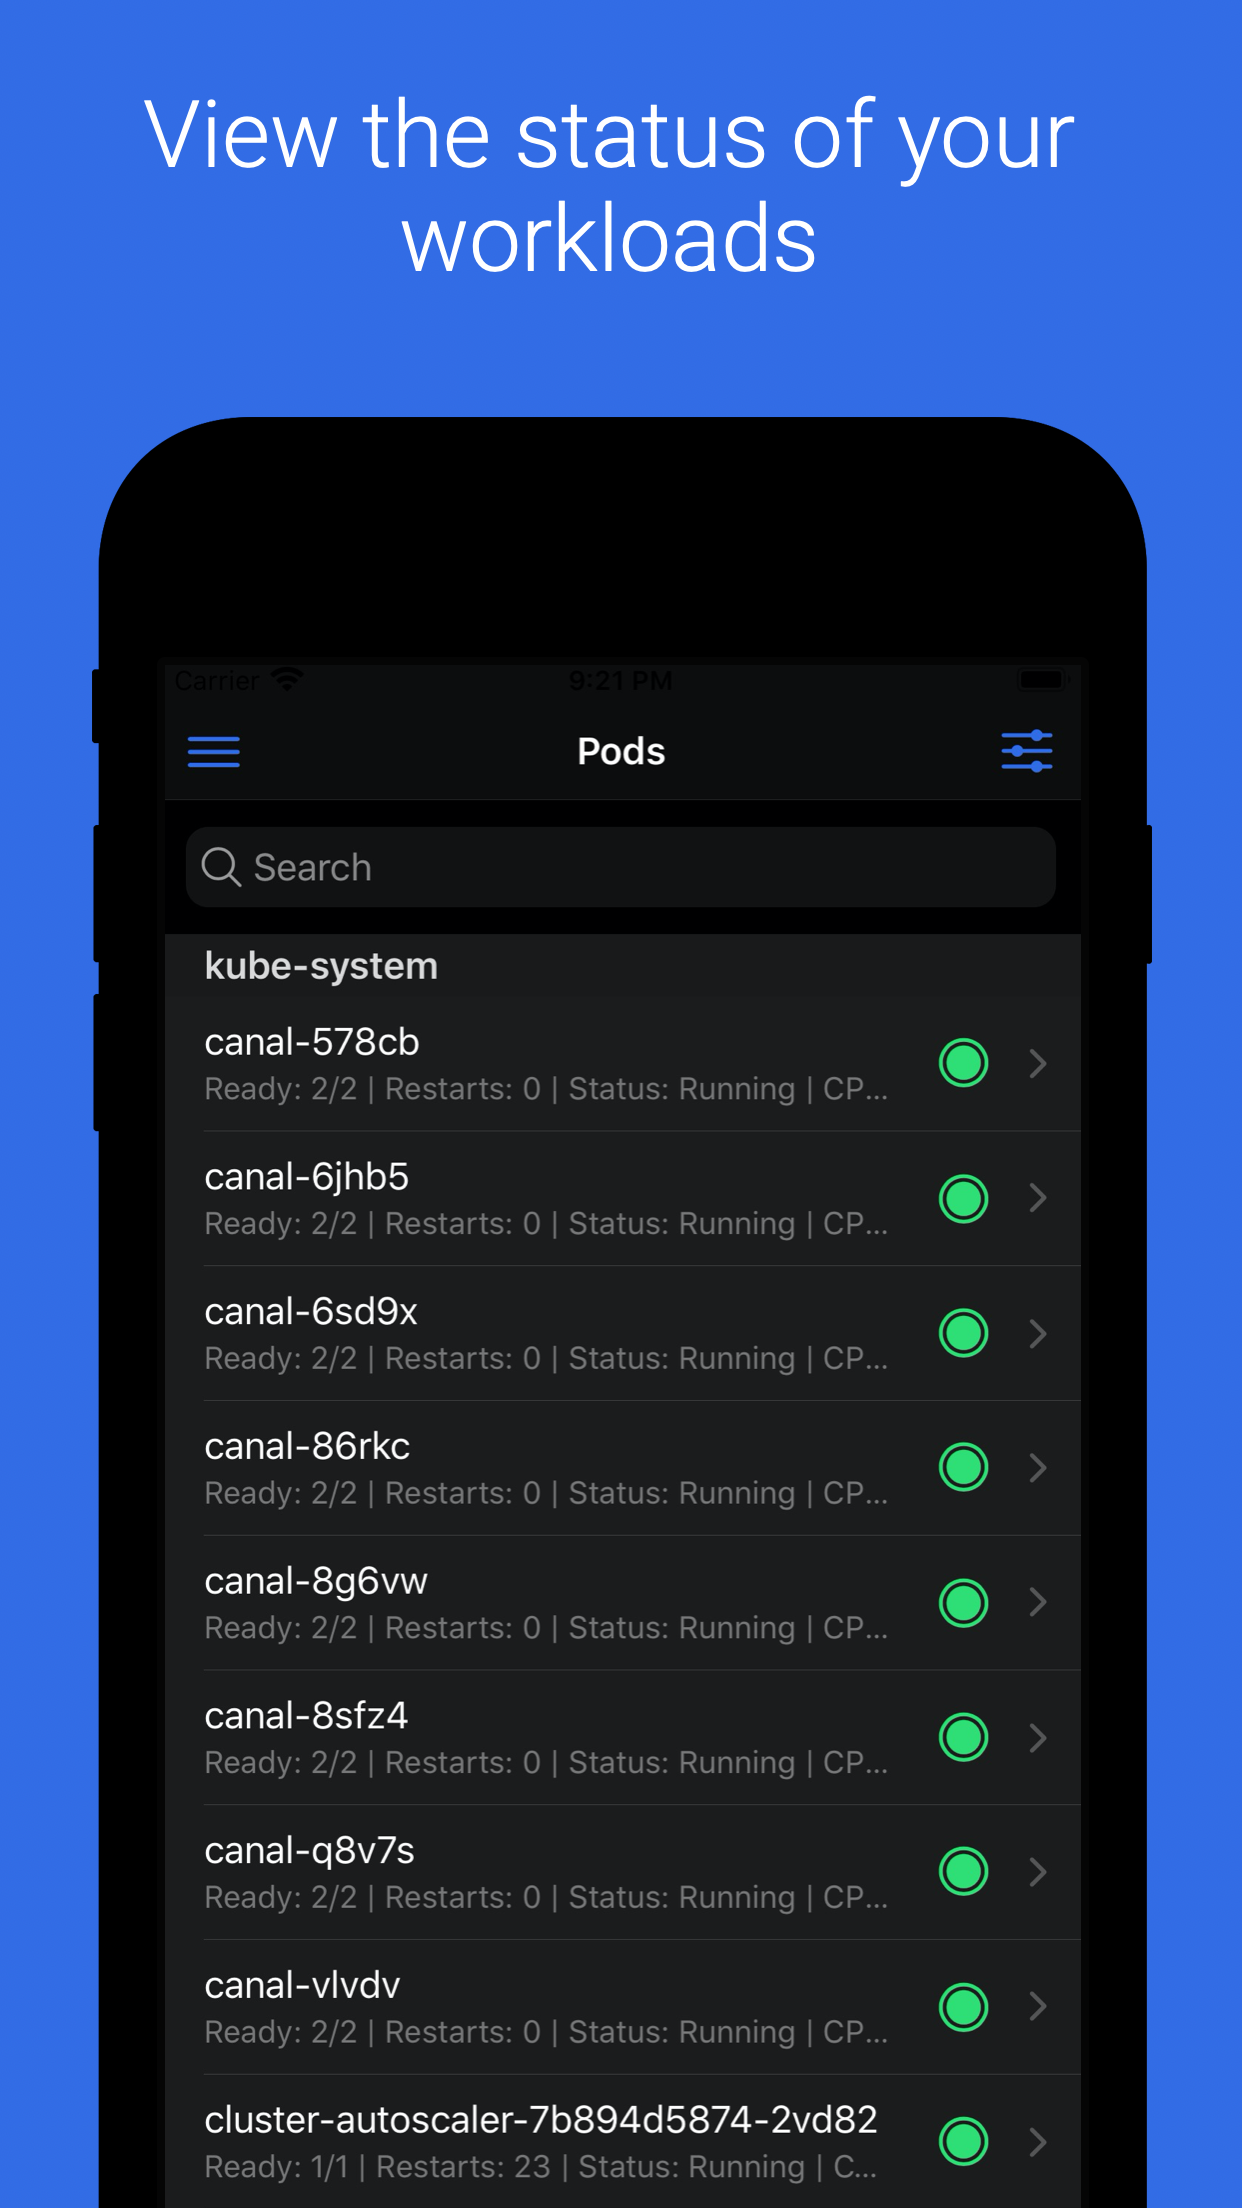 View the status of your
workloads
Carrier 9:21 PM
Pods
Search
kube-system
canal-578cb
Ready: 2/2 | Restarts: 0 | Status: Running | CP...
canal-6jhb5
Ready: 2/2 | Restarts: 0 | Status: Running | CP...
canal-6sd9x
Ready: 2/2 | Restarts: 0 | Status: Running | CP...
canal-86rkc
Ready: 2/2 | Restarts: 0 | Status: Running | CP...
canal-8g6vw
Ready: 2/2 | Restarts: 0 | Status: Running | CP...
canal-8sfz4
Ready: 2/2 | Restarts: 0 | Status: Running | CP...
canal-q8v7s
Ready: 2/2 | Restarts: 0 | Status: Running | CP...
canal-vlvdv
Ready: 2/2 | Restarts: 0 | Status: Running | CP...
cluster-autoscaler-7b894d5874-2vd82
Ready: 1/1 | Restarts: 23 | Status: Running | C...